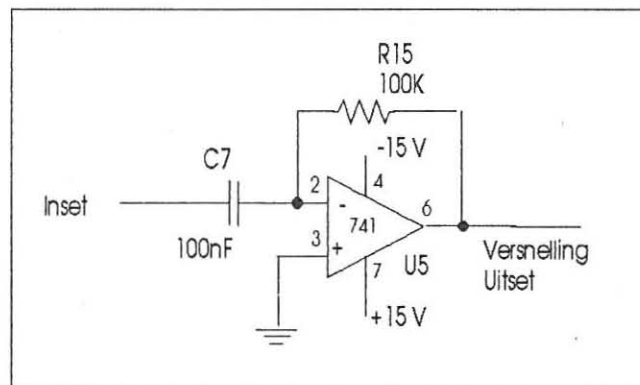 R15
100K
-15 V
C7
2
4
-
6
Inset
741
3
+
100nF
7
U5
Versnelling
Uitset
+15 V